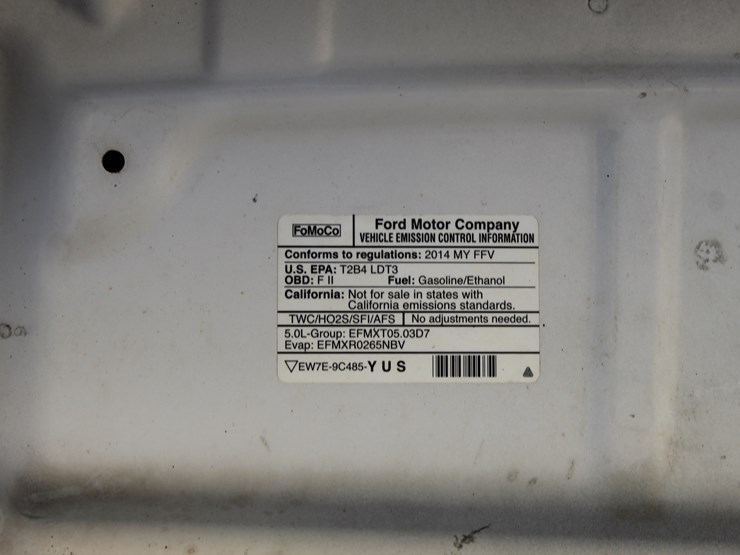 FoMoCo
Ford Motor Company
VEHICLE EMISSION CONTROL INFORMATION
Conforms to regulations: 2014 MY FFV
U.S. EPA: T2B4 LDT3
OBD: F II Fuel: Gasoline/Ethanol
California: Not for sale in states with
California emissions standards.
TWC/HO2S/SFI/AFS No adjustments needed.
5.0L-Group: EFMXT05.03D7
Evap: EFMXR0265NBV
EW7E-9C485-Y U S